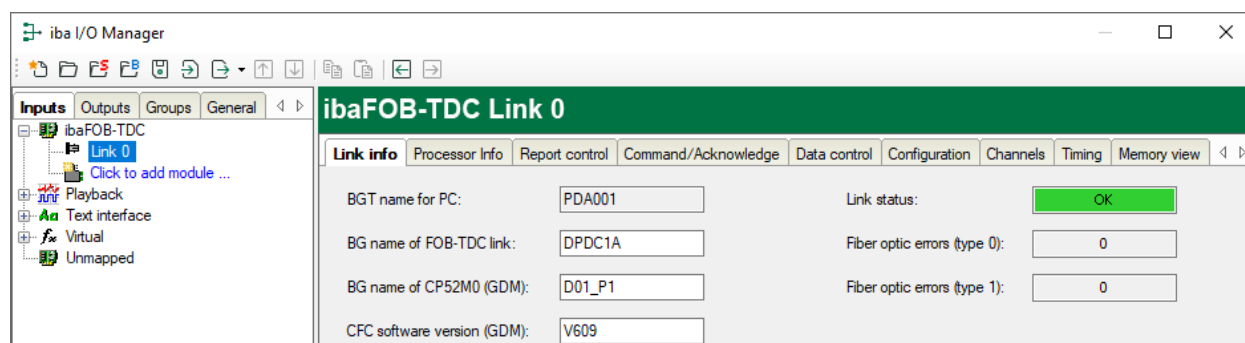 iba I/O Manager
Inputs Outputs Groups General
ibaFOB-TDC
Link 0
Click to add module ...
Playback
Text interface
Virtual
Unmapped
ibaFOB-TDC Link 0
Link info Processor Info Report control Command/Acknowledge Data control Configuration Channels Timing Memory view
BGT name for PC: PDA001 Link status: OK
BG name of FOB-TDC link: DPDC1A Fiber optic errors (type 0): 0
BG name of CP52M0 (GDM): D01_P1 Fiber optic errors (type 1): 0
CFC software version (GDM): V609